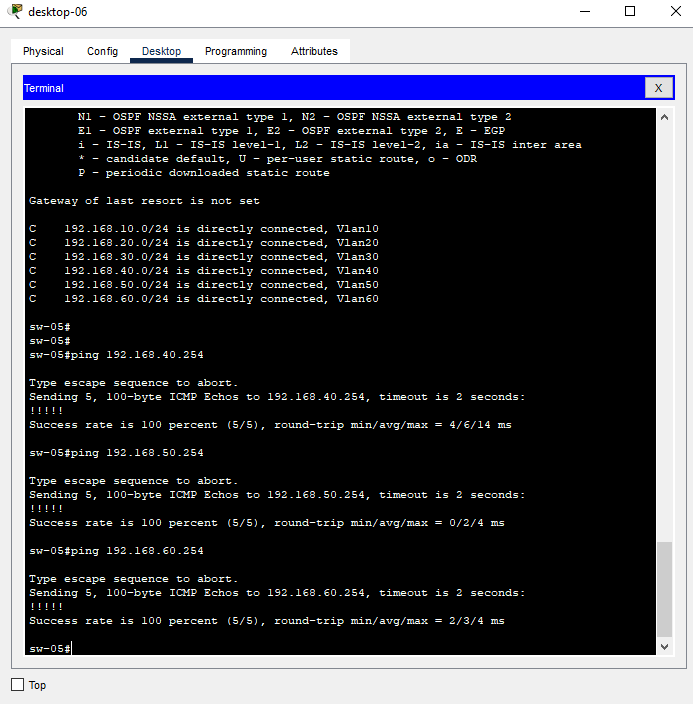 desktop-06
Physical Config Desktop Programming Attributes
Terminal X
N1 - OSPF NSSA external type 1, N2 - OSPF NSSA external type 2
E1 - OSPF external type 1, E2 - OSPF external type 2, E - EGP
i - IS-IS, L1 - IS-IS level-1, L2 - IS-IS level-2, ia - IS-IS inter area
* - candidate default, U - per-user static route, o - ODR
P - periodic downloaded static route
Gateway of last resort is not set
C    192.168.10.0/24 is directly connected, Vlan10
C    192.168.20.0/24 is directly connected, Vlan20
C    192.168.30.0/24 is directly connected, Vlan30
C    192.168.40.0/24 is directly connected, Vlan40
C    192.168.50.0/24 is directly connected, Vlan50
C    192.168.60.0/24 is directly connected, Vlan60
sw-05#
sw-05#
sw-05#ping 192.168.40.254
Type escape sequence to abort.
Sending 5, 100-byte ICMP Echos to 192.168.40.254, timeout is 2 seconds:
!!!!!
Success rate is 100 percent (5/5), round-trip min/avg/max = 4/6/14 ms
sw-05#ping 192.168.50.254
Type escape sequence to abort.
Sending 5, 100-byte ICMP Echos to 192.168.50.254, timeout is 2 seconds:
!!!!!
Success rate is 100 percent (5/5), round-trip min/avg/max = 0/2/4 ms
sw-05#ping 192.168.60.254
Type escape sequence to abort.
Sending 5, 100-byte ICMP Echos to 192.168.60.254, timeout is 2 seconds:
!!!!!
Success rate is 100 percent (5/5), round-trip min/avg/max = 2/3/4 ms
sw-05#
Top